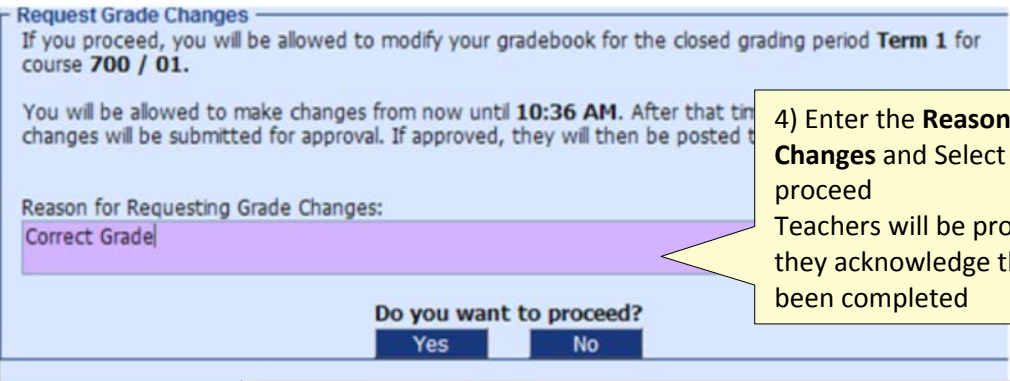 Request Grade Changes
If you proceed, you will be allowed to modify your gradebook for the closed grading period Term 1 for
course 700 / 01.
You will be allowed to make changes from now until 10:36 AM. After that
changes will be submitted for approval. If approved, they will then be posted
Reason for Requesting Grade Changes:
Correct Grade
4) Enter the Reason
Changes and Select
proceed
Teachers will be
they acknowledge
been completed
Do you want to proceed?
Yes No